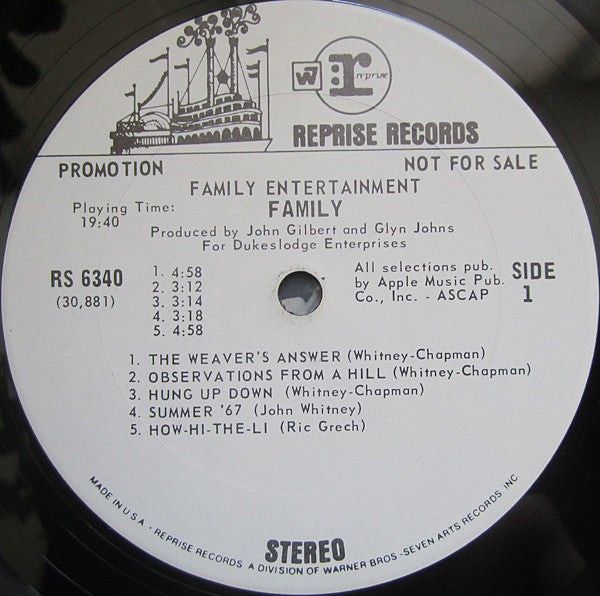 W7 r reprise
REPRISE RECORDS
PROMOTION
NOT FOR SALE
FAMILY ENTERTAINMENT
FAMILY
Playing Time:
19:40
Produced by John Gilbert and Glyn Johns
For Dukeslodge Enterprises
RS 6340
(30,881)
1. 4:58
2. 3:12
3. 3:14
4. 3:18
5. 4:58
All selections pub.
by Apple Music Pub.
Co., Inc. - ASCAP
SIDE
1
1. THE WEAVER'S ANSWER (Whitney-Chapman)
2. OBSERVATIONS FROM A HILL (Whitney-Chapman)
3. HUNG UP DOWN (Whitney-Chapman)
4. SUMMER '67 (John Whitney)
5. HOW-HI-THE-LI (Ric Grech)
STEREO
MADE IN U.S.A. • REPRISE RECORDS A DIVISION OF WARNER BROS.-SEVEN ARTS RECORDS INC.